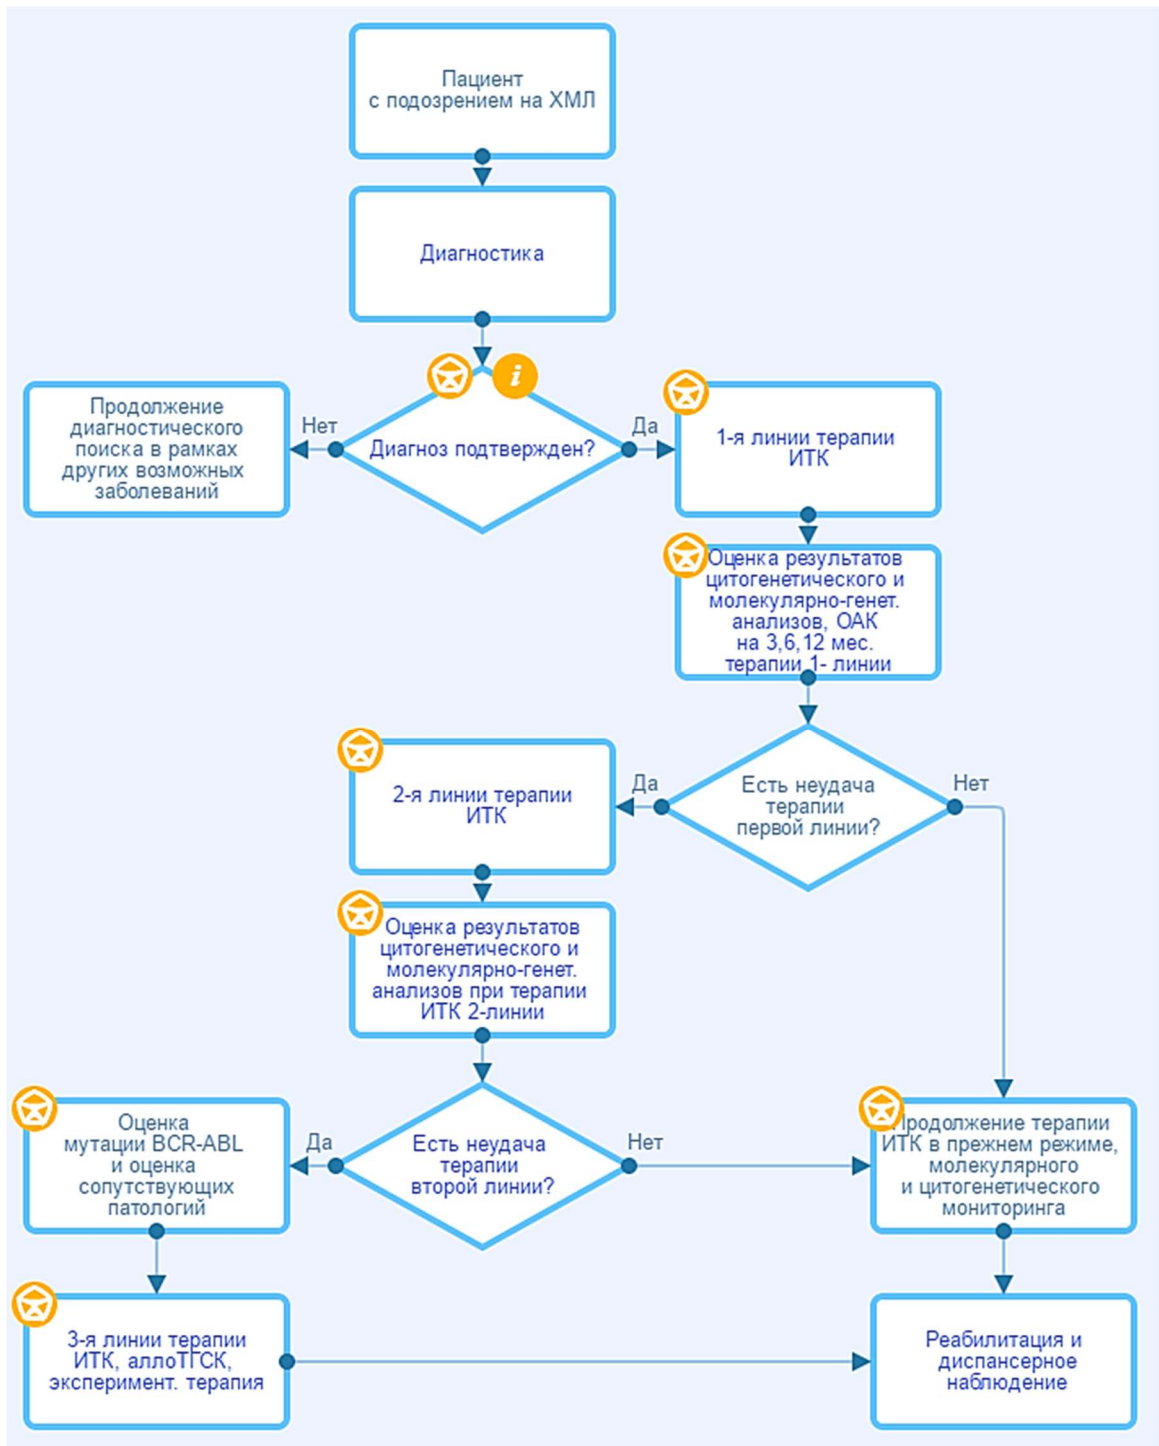 Пациент
с подозрением на ХМЛ
Диагностика
i
Диагноз подтвержден?
Нет
Да
Продолжение
диагностического
поиска в рамках
других возможных
заболеваний
1-я линии терапии
ИТК
Оценка результатов
цитогенетического и
молекулярно-генет.
анализов, ОАК
на 3,6,12 мес.
терапии 1- линии
Есть неудача
терапии
первой линии?
Да
Нет
2-я линии терапии
ИТК
Оценка результатов
цитогенетического и
молекулярно-генет.
анализов при терапии
ИТК 2-линии
Есть неудача
терапии
второй линии?
Да
Нет
Оценка
мутации BCR-ABL
и оценка
сопутствующих
патологий
Продолжение терапии
ИТК в прежнем режиме,
молекулярного
и цитогенетического
мониторинга
3-я линии терапии
ИТК, аллоТГСК,
эксперимент. терапия
Реабилитация и
диспансерное
наблюдение